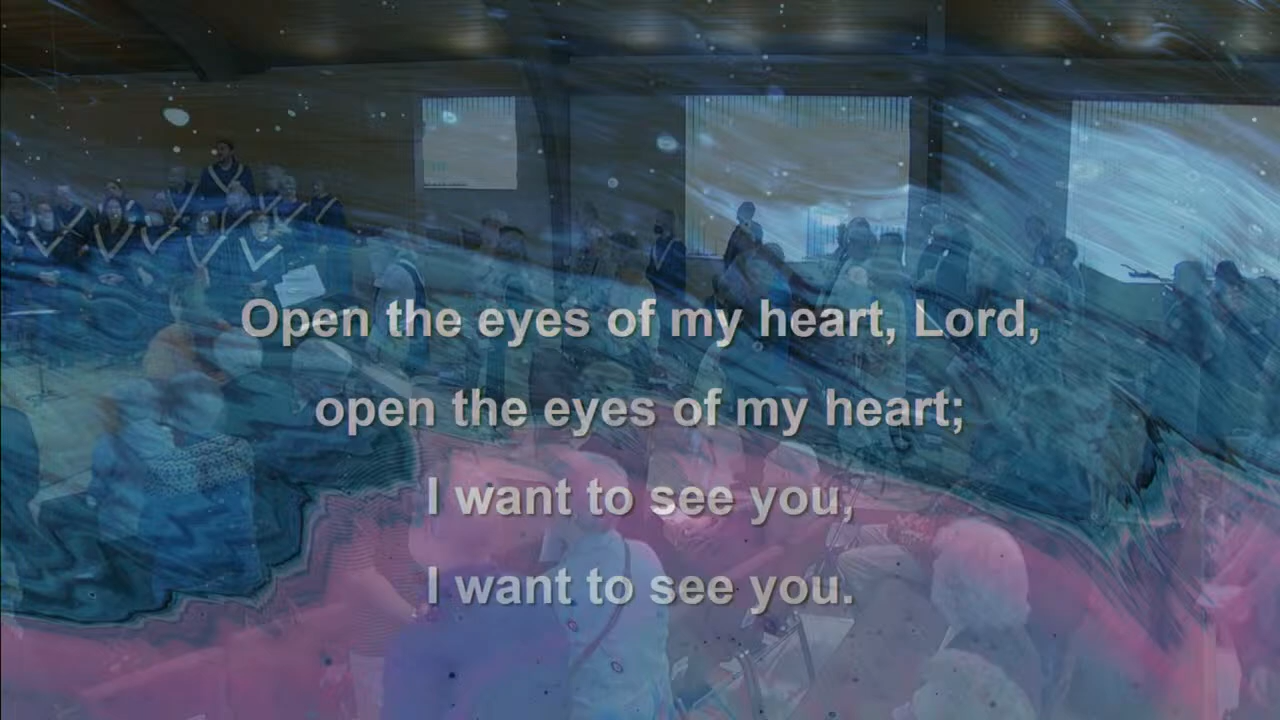 Open the eyes of my heart, Lord,
open the eyes of my heart;
I want to see you,
I want to see you.